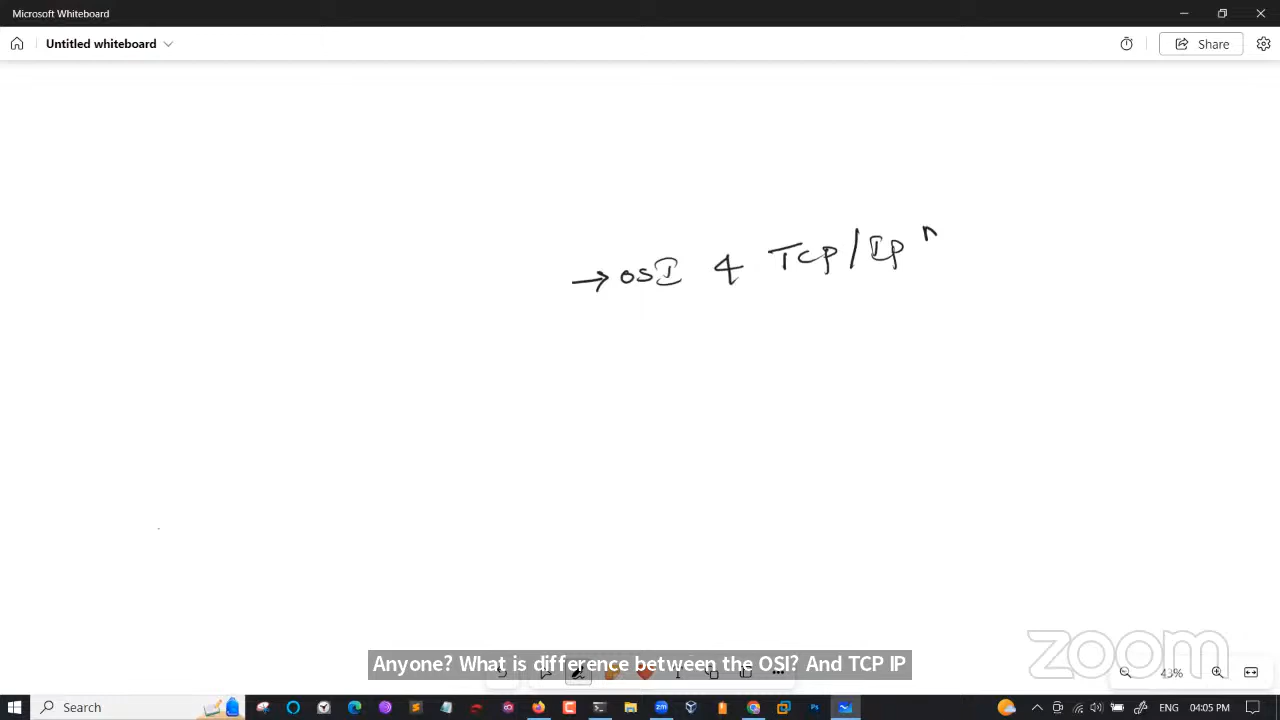 Microsoft Whiteboard
Untitled whiteboard
Share
→ OSI & TCP/IP
Anyone? What is difference between the OSI? And TCP IP
zoom
Search
ENG
04:05 PM